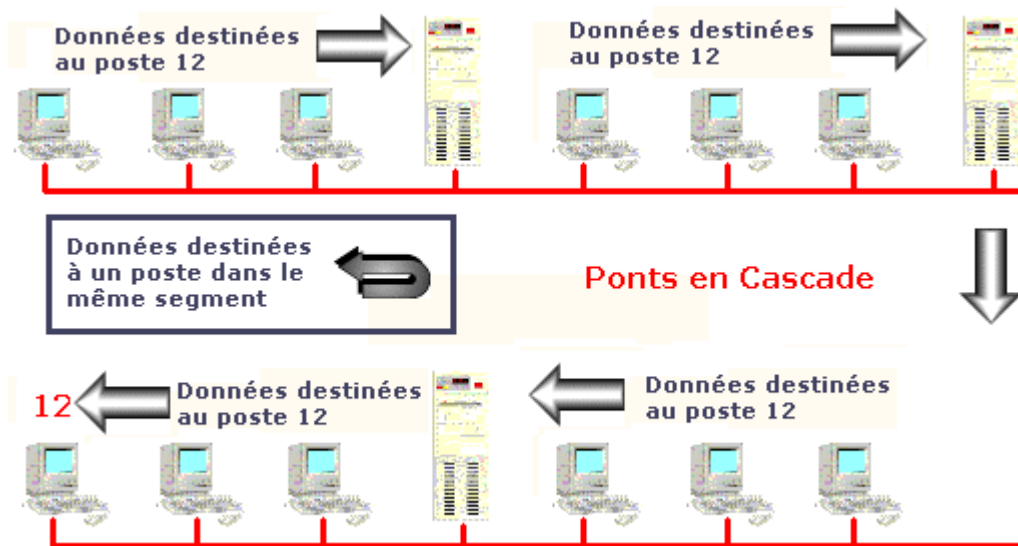 Données destinées
au poste 12
Données destinées
au poste 12
Données destinées
à un poste dans le
même segment
Ponts en Cascade
12
Données destinées
au poste 12
Données destinées
au poste 12